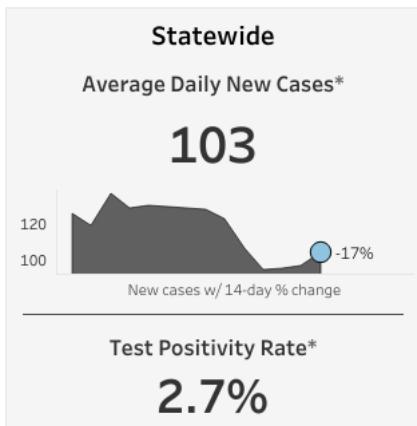 Statewide
Average Daily New Cases*
103
120
100
-17%
New cases w/ 14-day % change
Test Positivity Rate*
2.7%